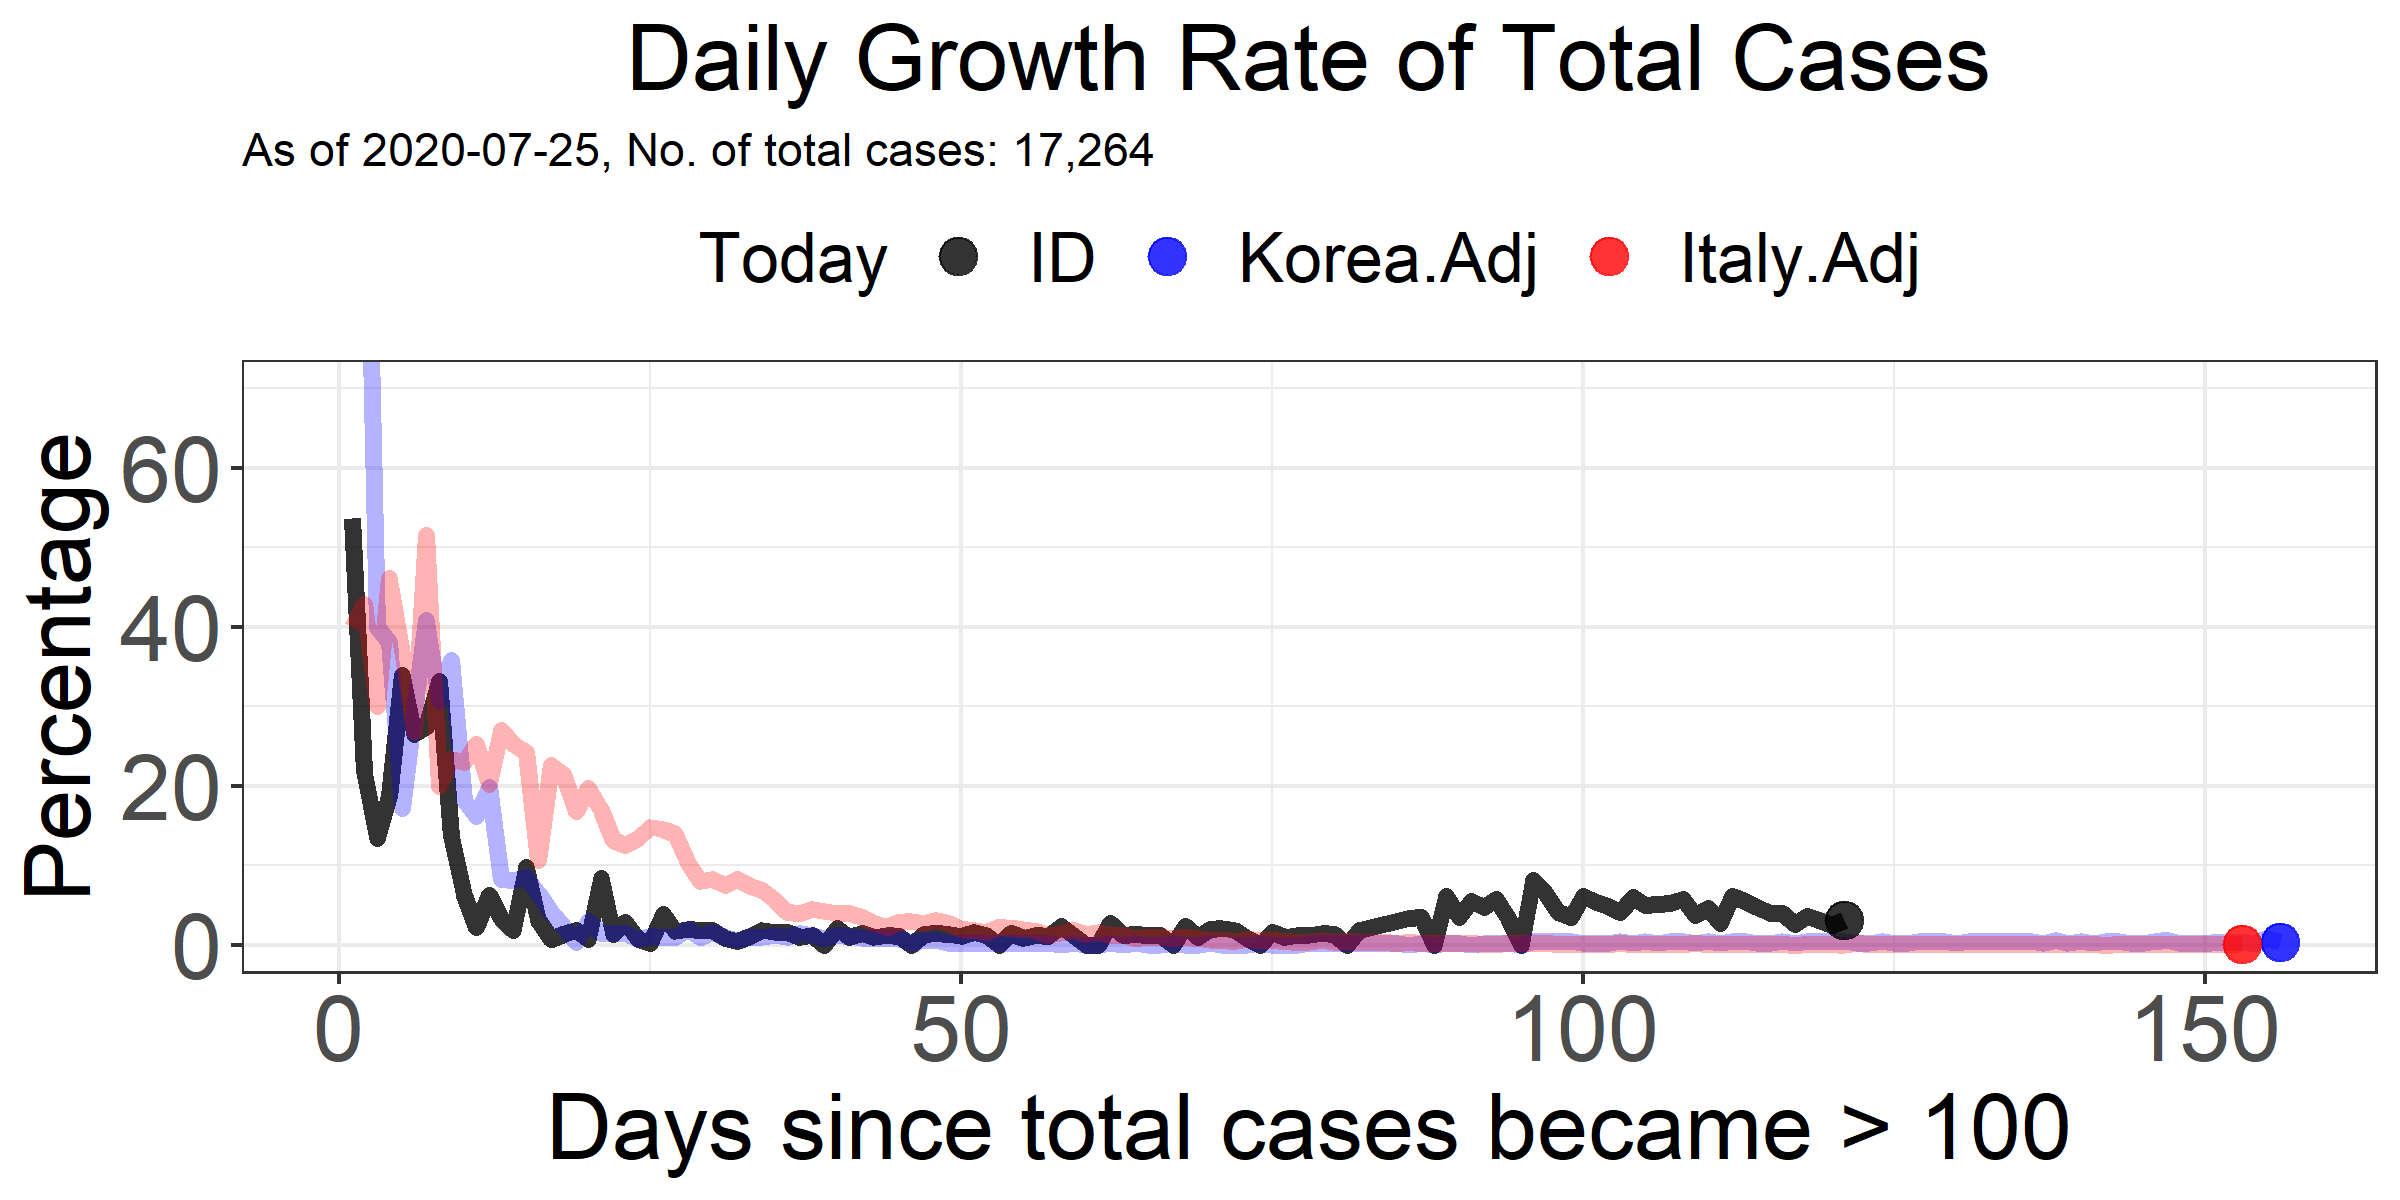 Daily Growth Rate of Total Cases
As of 2020-07-25, No. of total cases: 17,264
Today ID Korea.Adj Italy.Adj
Percentage
60
40
20
0
0 50 100 150
Days since total cases became > 100